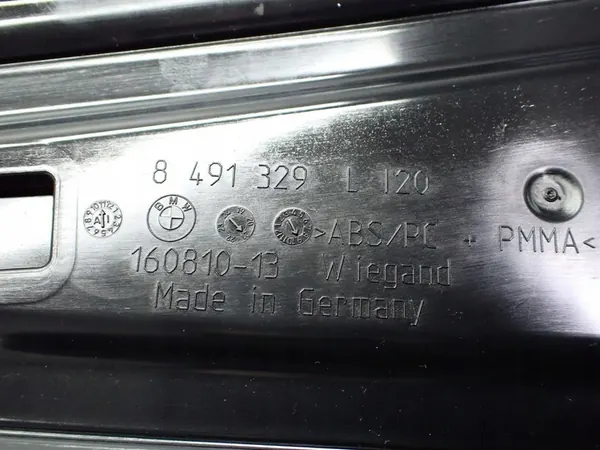 8 491 329 L 120
BMW
>ABS/PC + PMMA<
160810-13 Wiegand
Made in Germany